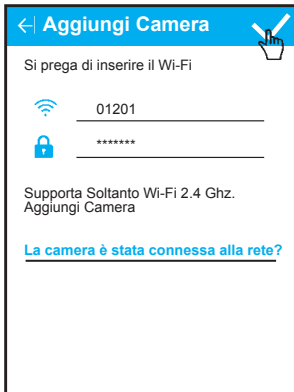 Aggiungi Camera
Si prega di inserire il Wi-Fi
01201
*******
Supporta Soltanto Wi-Fi 2.4 Ghz.
Aggiungi Camera
La camera è stata connessa alla rete?